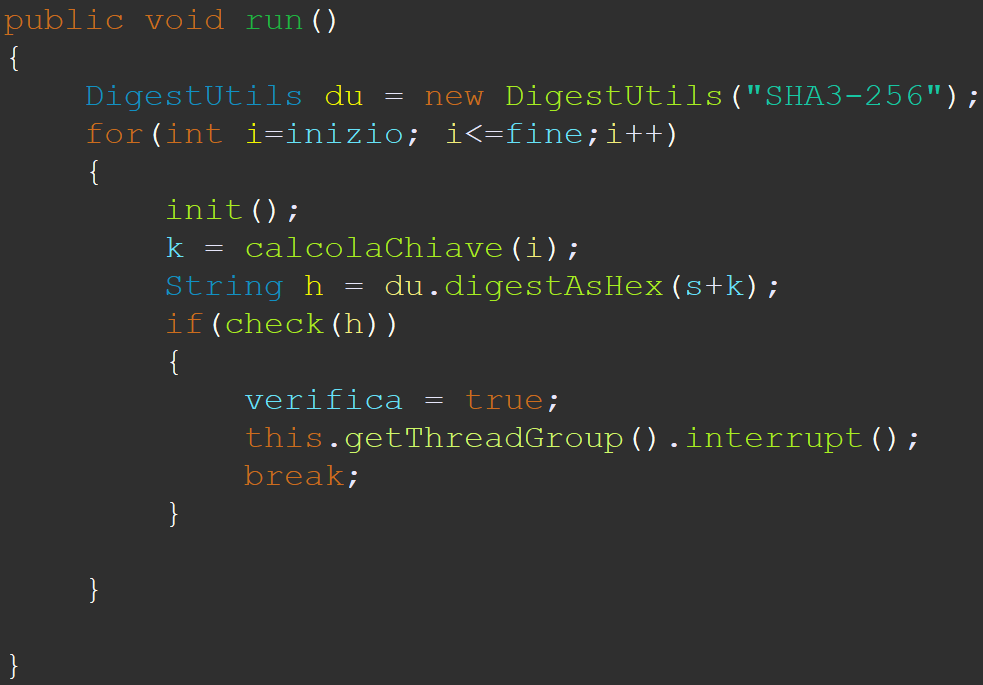 public void run()
{
    DigestUtils du = new DigestUtils("SHA3-256");
    for(int i=inizio; i<=fine;i++)
    {
        init();
        k = calcolaChiave(i);
        String h = du.digestAsHex(s+k);
        if(check(h))
        {
            verifica = true;
            this.getThreadGroup().interrupt();
            break;
        }
    }
}